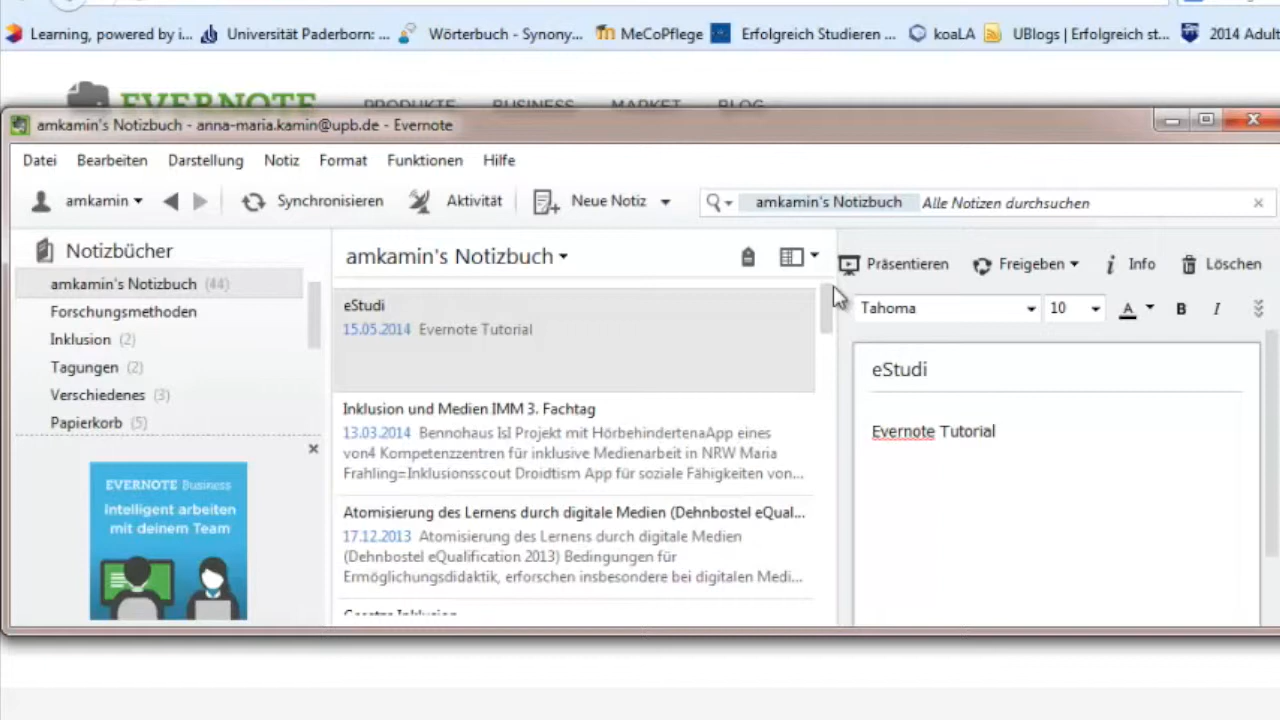 Learning, powered by i... Universität Paderborn: ... Wörterbuch - Synony... MeCoPflege Erfolgreich Studieren ... koaLA UBlogs | Erfolgreich st... 2014 Adult
EVERNOTE PRODUKTE BUSINESS MARKET BLOG
amkamin's Notizbuch - anna-maria.kamin@upb.de - Evernote
Datei Bearbeiten Darstellung Notiz Format Funktionen Hilfe
amkamin Synchronisieren Aktivität Neue Notiz amkamin's Notizbuch Alle Notizen durchsuchen
Notizbücher
amkamin's Notizbuch (44)
Forschungsmethoden
Inklusion (2)
Tagungen (2)
Verschiedenes (3)
Papierkorb (5)
EVERNOTE Business
Intelligent arbeiten
mit deinem Team
amkamin's Notizbuch
eStudi
15.05.2014 Evernote Tutorial
Inklusion und Medien IMM 3. Fachtag
13.03.2014 Bennohaus IsI Projekt mit HörbehindertenaApp eines
von4 Kompetenzzentren für inklusive Medienarbeit in NRW Maria
Frahling=Inklusionsscout Droidtism App für soziale Fähigkeiten von...
Atomisierung des Lernens durch digitale Medien (Dehnbostel eQual...
17.12.2013 Atomisierung des Lernens durch digitale Medien
(Dehnbostel eQualification 2013) Bedingungen für
Ermöglichungsdidaktik, erforschen insbesondere bei digitalen Medi...
Präsentieren Freigeben Info Löschen
Tahoma 10 A B I
eStudi
Evernote Tutorial